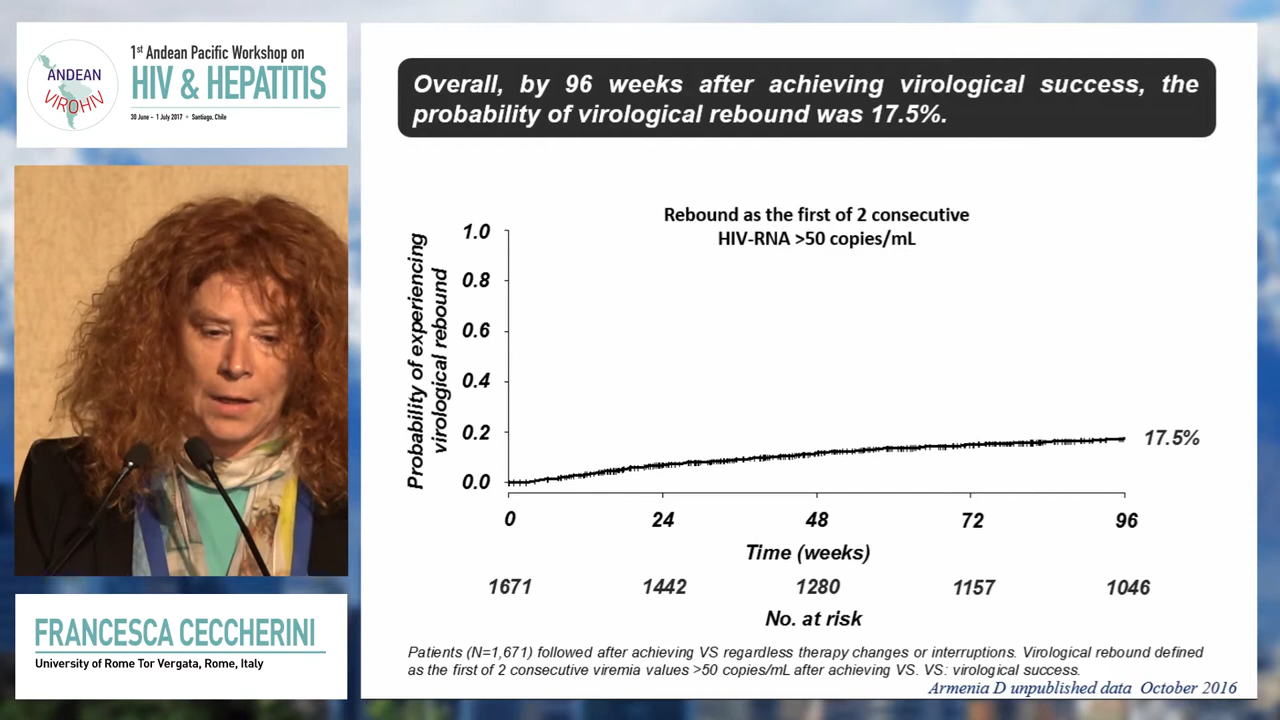 ANDEAN
VIROHIV
1st Andean Pacific Workshop on
HIV & HEPATITIS
30 June - 1 July 2017 • Santiago, Chile
FRANCESCA CECCHERINI
University of Rome Tor Vergata, Rome, Italy
Overall, by 96 weeks after achieving virological success, the
probability of virological rebound was 17.5%.
Rebound as the first of 2 consecutive
HIV-RNA >50 copies/mL
Probability of experiencing
virological rebound
1.0
0.8
0.6
0.4
0.2
0.0
17.5%
0 24 48 72 96
Time (weeks)
1671 1442 1280 1157 1046
No. at risk
Patients (N=1,671) followed after achieving VS regardless therapy changes or interruptions. Virological rebound defined
as the first of 2 consecutive viremia values >50 copies/mL after achieving VS. VS: virological success.
Armenia D unpublished data October 2016